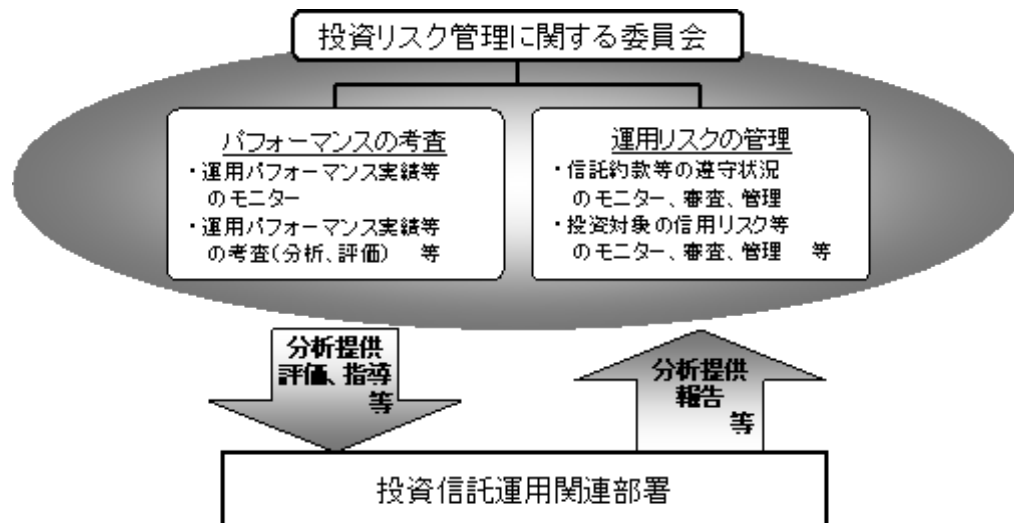 投資リスク管理に関する委員会
パフォーマンスの考査
・運用パフォーマンス実績等
のモニター
・運用パフォーマンス実績等
の考査(分析、評価) 等
運用リスクの管理
・信託約款等の遵守状況
のモニター、審査、管理
・投資対象の信用リスク等
のモニター、審査、管理 等
分析提供
評価、指導
等
分析提供
報告
等
投資信託運用関連部署